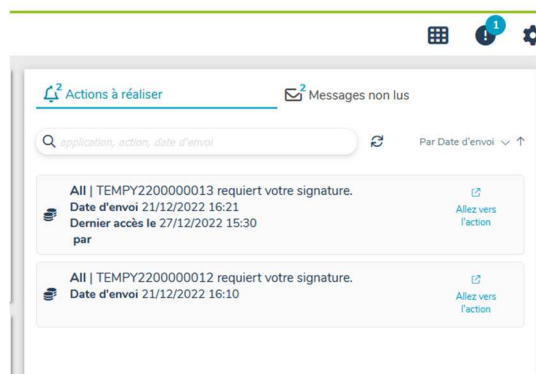 1
2 Actions à réaliser
2 Messages non lus
application, action, date d'envoi
Par Date d'envoi
All | TEMPY2200000013 requiert votre signature.
Date d'envoi 21/12/2022 16:21
Dernier accès le 27/12/2022 15:30
par
Allez vers
l'action
All | TEMPY2200000012 requiert votre signature.
Date d'envoi 21/12/2022 16:10
Allez vers
l'action